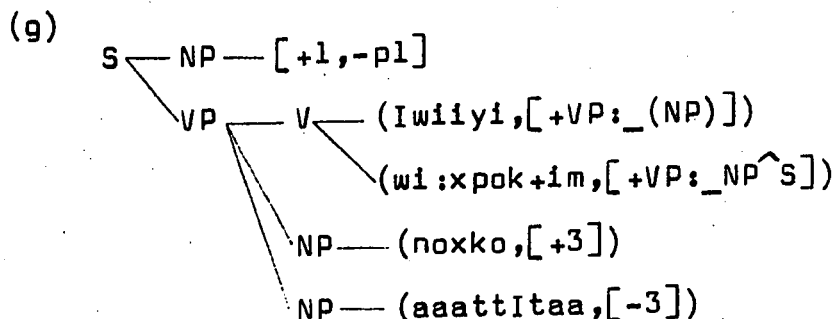 (g)
S NP [+1,-pl]
VP V (Iwiiyi,[+VP:_(NP)])
(wi:xpok+im,[+VP:_NP^S])
NP (noxko,[+3])
NP (aaattItaa,[-3])